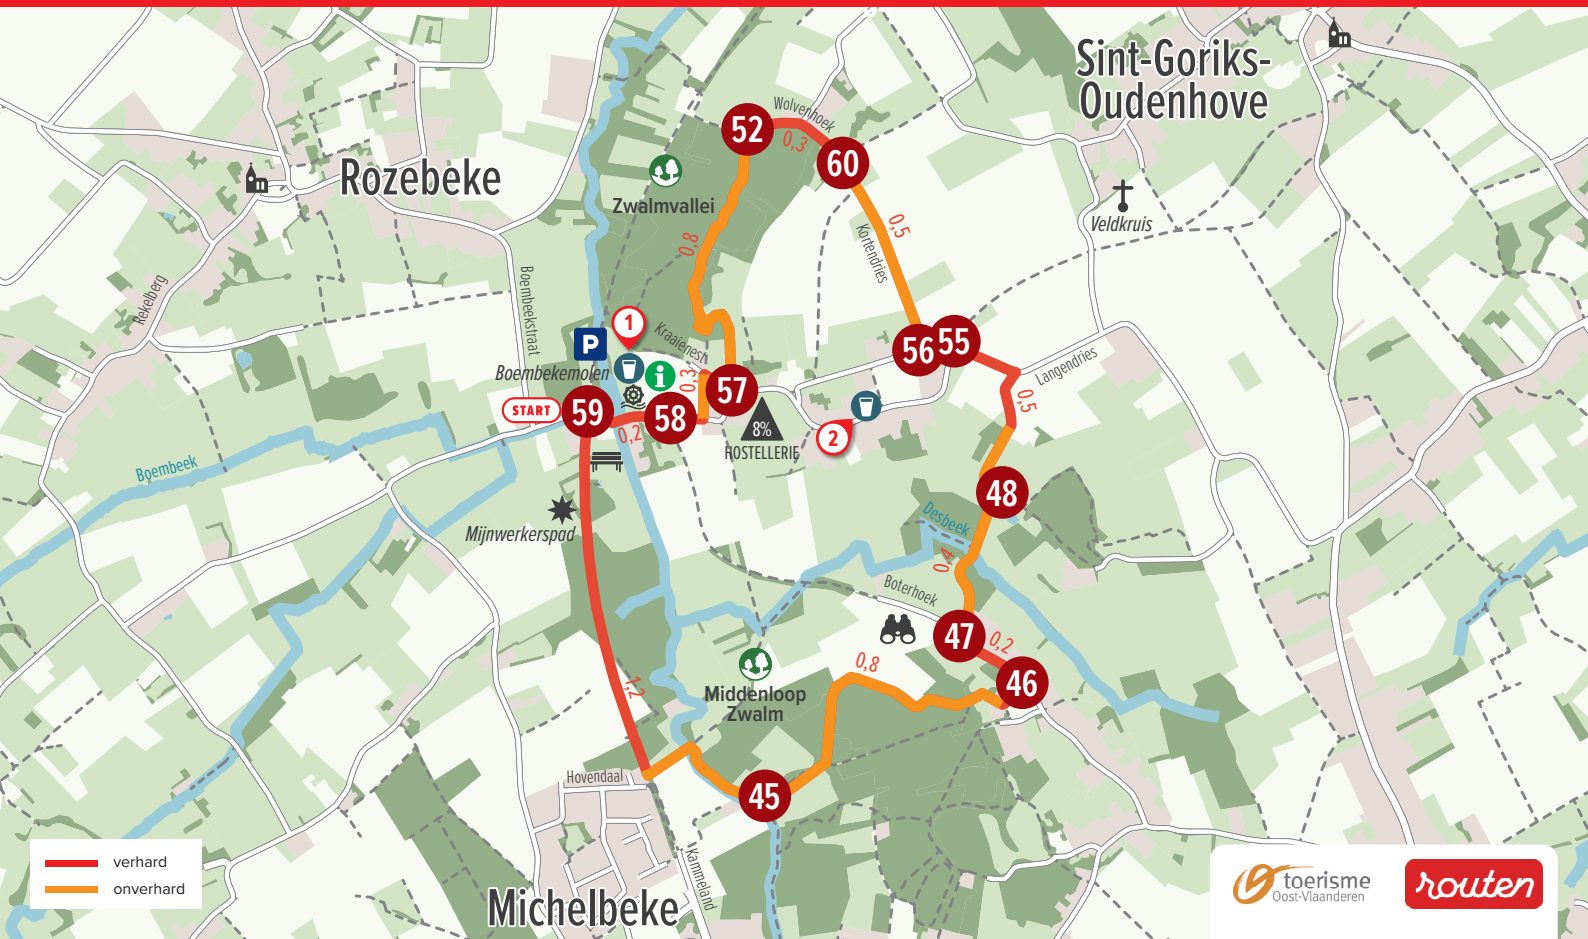 Sint-Goriks-
Oudenhove
Wolvenhoek
52
0,3
60
Rozebeke
Zwalmvallei
Veldkruis
0,5
Kortendries
0,8
Rekelberg
Boembeekstraat
1
Kraaienest
P
Boembekemolen
i
0,3
57
56
55
Langendries
0,5
START
59
0,2
58
8%
HOSTELLERIE
2
Boembeek
48
Desbeek
Mijnwerkerspad
0,4
Boterhoek
47
0,2
46
0,8
1,2
Middenloop
Zwalm
Hovendaal
45
Kammeland
Michelbeke
verhard
onverhard
toerisme
Oost-Vlaanderen
routen